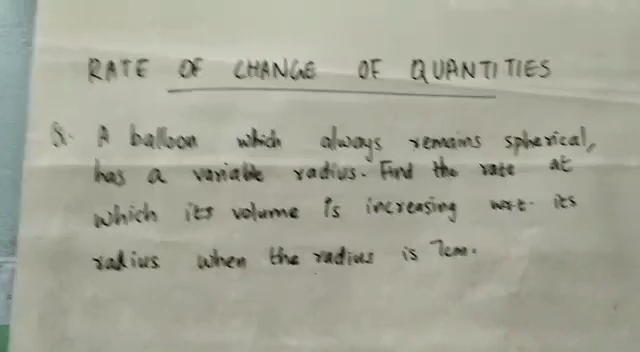 RATE OF CHANGE OF QUANTITIES
Q. A balloon which always remains spherical,
has a variable radius. Find the rate at
which its volume is increasing w.r.t. its
radius when the radius is 7cm.